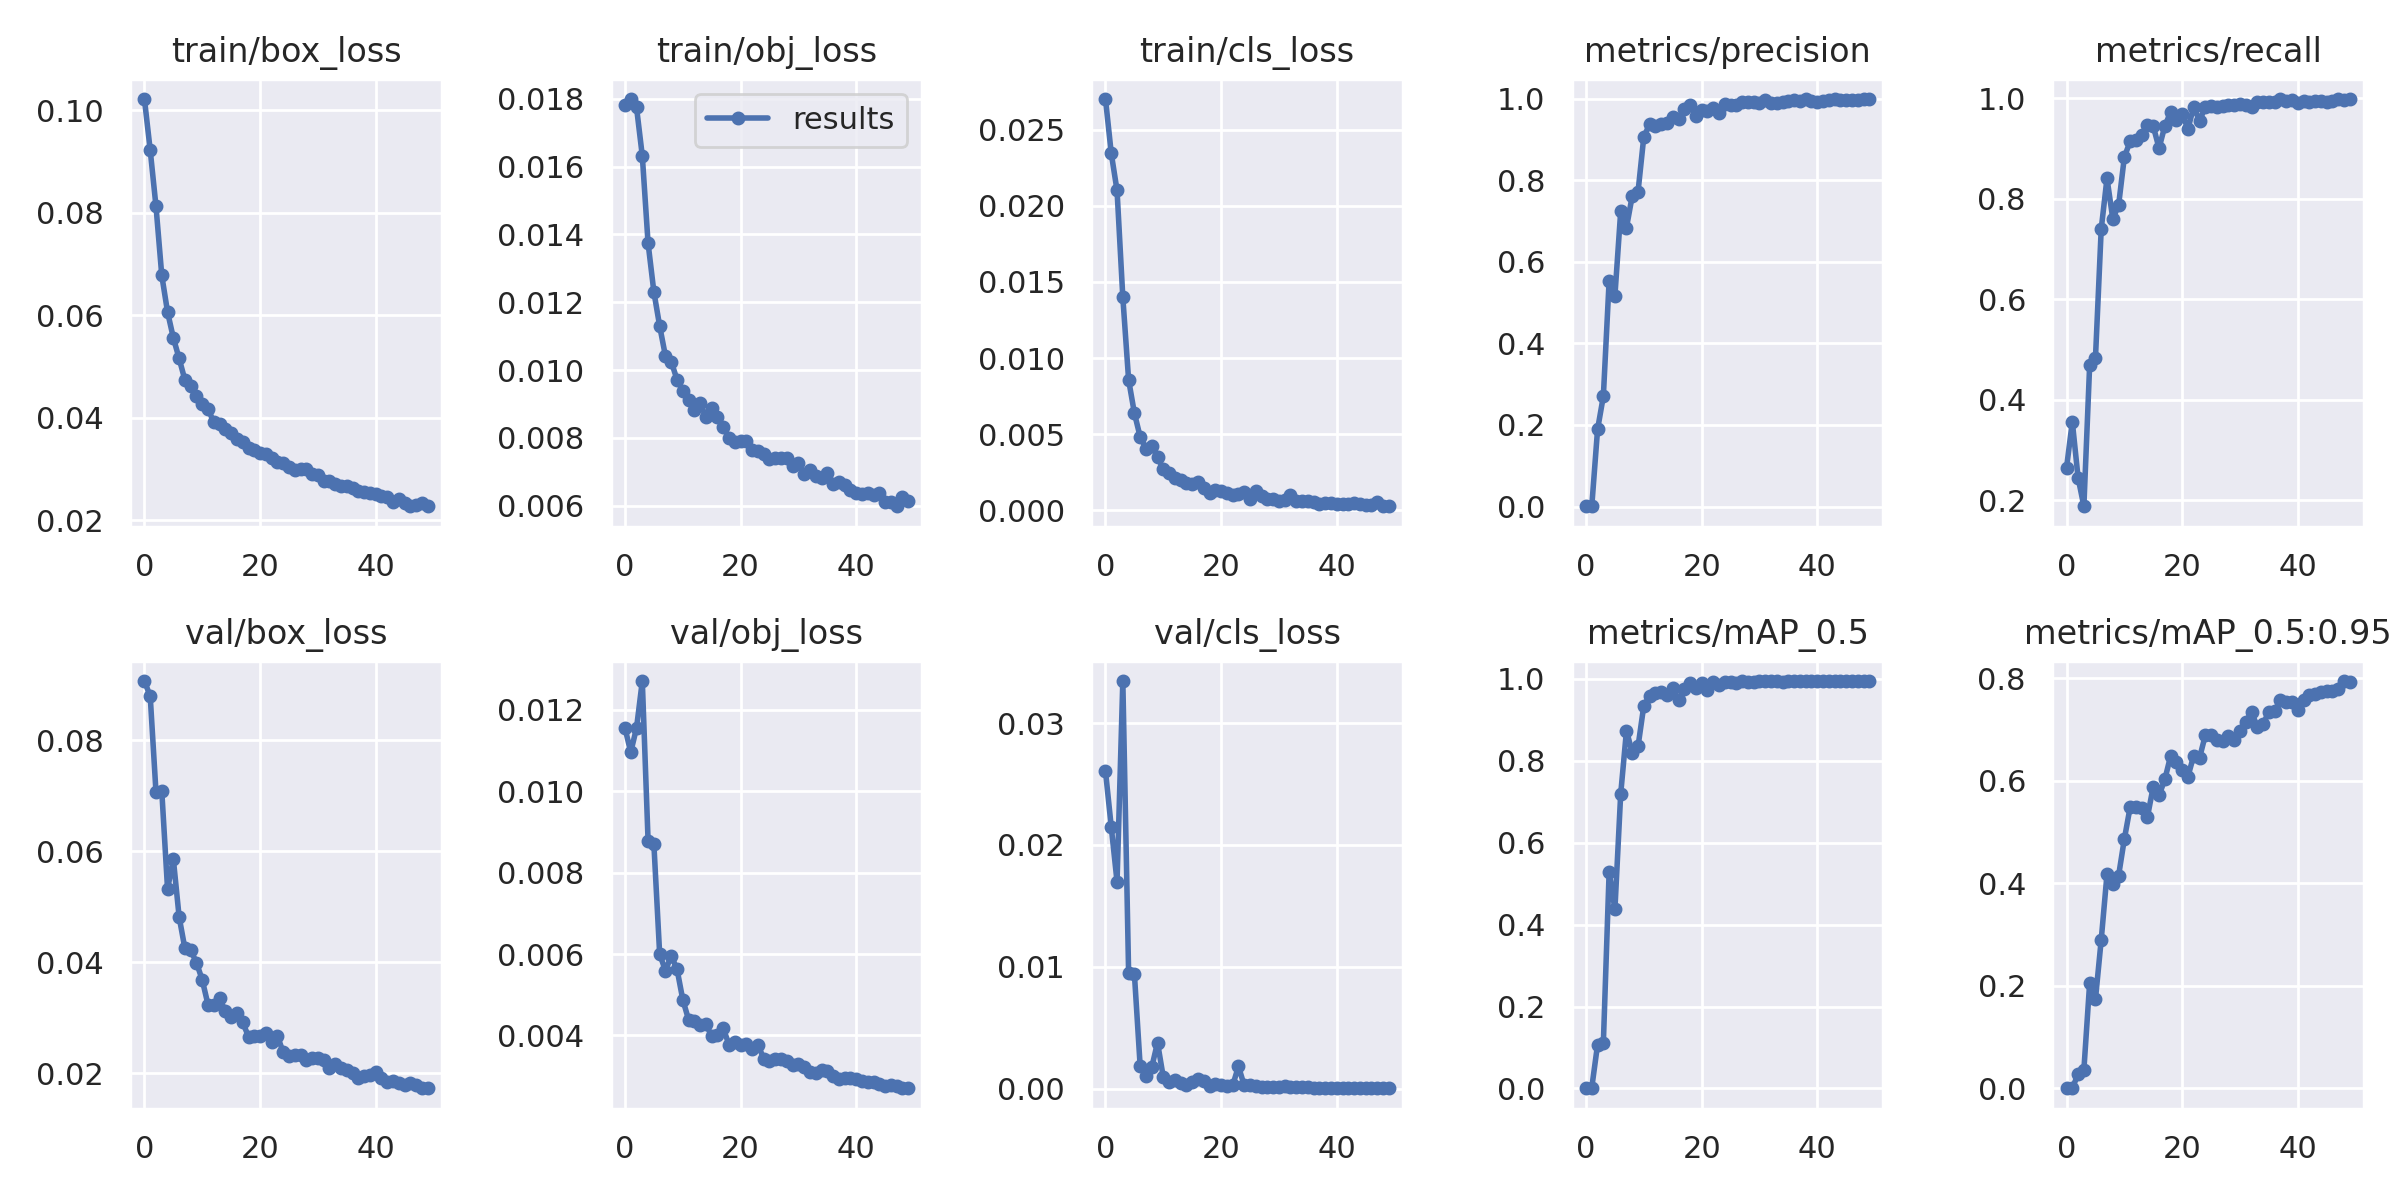 train/box_loss
0.10
0.08
0.06
0.04
0.02
0 20 40
train/obj_loss
results
0.018
0.016
0.014
0.012
0.010
0.008
0.006
0 20 40
train/cls_loss
0.025
0.020
0.015
0.010
0.005
0.000
0 20 40
metrics/precision
1.0
0.8
0.6
0.4
0.2
0.0
0 20 40
metrics/recall
1.0
0.8
0.6
0.4
0.2
0 20 40
val/box_loss
0.08
0.06
0.04
0.02
0 20 40
val/obj_loss
0.012
0.010
0.008
0.006
0.004
0 20 40
val/cls_loss
0.03
0.02
0.01
0.00
0 20 40
metrics/mAP_0.5
1.0
0.8
0.6
0.4
0.2
0.0
0 20 40
metrics/mAP_0.5:0.95
0.8
0.6
0.4
0.2
0.0
0 20 40